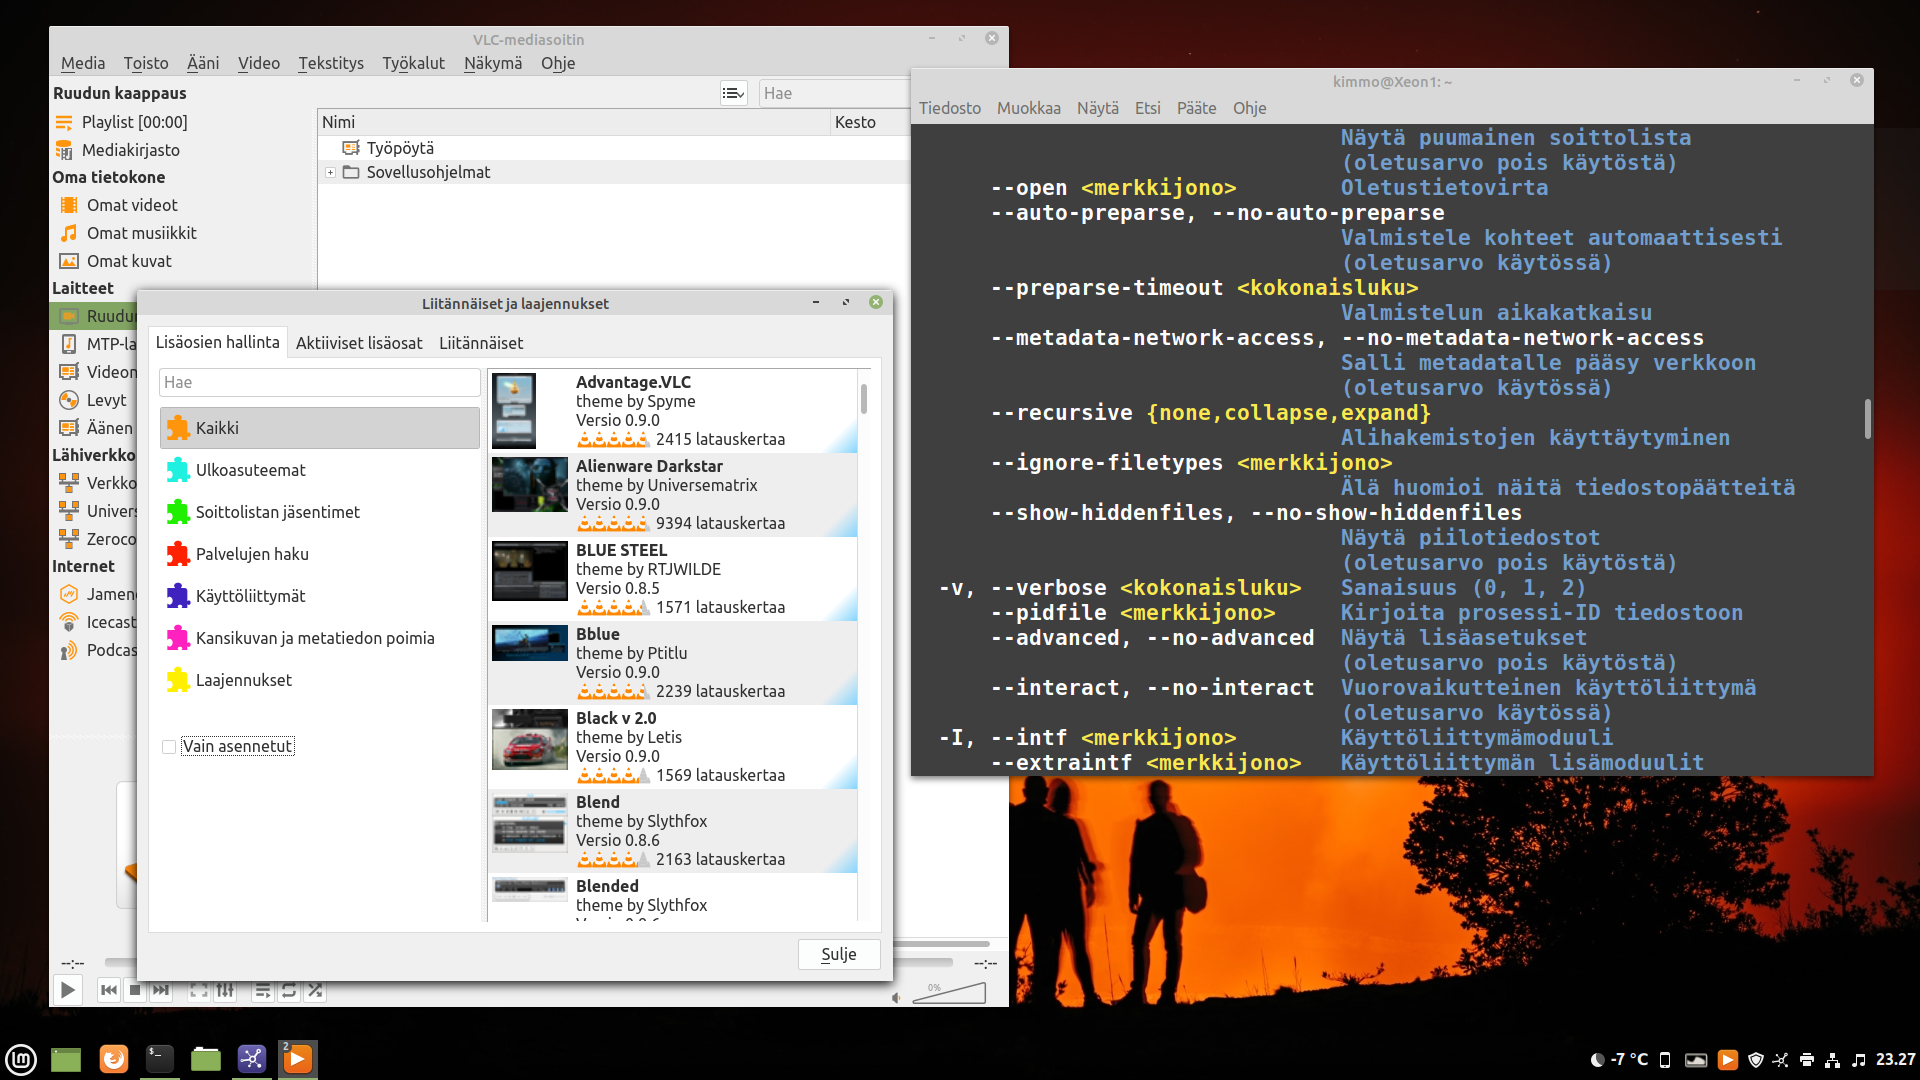 VLC-mediasoitin
Media Toisto Ääni Video Tekstitys Työkalut Näkymä Ohje
Ruudun kaappaus
Hae
Playlist [00:00]
Mediakirjasto
Oma tietokone
Omat videot
Omat musiikkit
Omat kuvat
Laitteet
Ruudun
MTP-la
Videon
Levyt
Äänen
Lähiverkko
Verkko
Univers
Zeroco
Internet
Jamen
Icecast
Podcas
Nimi Kesto
Työpöytä
Sovellusohjelmat
--:-- --:--
0%
Liitännäiset ja laajennukset
Lisäosien hallinta Aktiiviset lisäosat Liitännäiset
Hae
Kaikki
Ulkoasuteemat
Soittolistan jäsentimet
Palvelujen haku
Käyttöliittymät
Kansikuvan ja metatiedon poimia
Laajennukset
Vain asennetut
Advantage.VLC
theme by Spyme
Versio 0.9.0
2415 latauskertaa
Alienware Darkstar
theme by Universematrix
Versio 0.9.0
9394 latauskertaa
BLUE STEEL
theme by RTJWILDE
Versio 0.8.5
1571 latauskertaa
Bblue
theme by Ptitlu
Versio 0.9.0
2239 latauskertaa
Black v 2.0
theme by Letis
Versio 0.9.0
1569 latauskertaa
Blend
theme by Slythfox
Versio 0.8.6
2163 latauskertaa
Blended
theme by Slythfox
Sulje
kimmo@Xeon1: ~
Tiedosto Muokkaa Näytä Etsi Pääte Ohje
Näytä puumainen soittolista
(oletusarvo pois käytöstä)
--open <merkkijono> Oletustietovirta
--auto-preparse, --no-auto-preparse
Valmistele kohteet automaattisesti
(oletusarvo käytössä)
--preparse-timeout <kokonaisluku>
Valmistelun aikakatkaisu
--metadata-network-access, --no-metadata-network-access
Salli metadatalle pääsy verkkoon
(oletusarvo käytössä)
--recursive {none,collapse,expand}
Alihakemistojen käyttäytyminen
--ignore-filetypes <merkkijono>
Älä huomioi näitä tiedostopäätteitä
--show-hiddenfiles, --no-show-hiddenfiles
Näytä piilotiedostot
(oletusarvo pois käytöstä)
-v, --verbose <kokonaisluku> Sanaisuus (0, 1, 2)
--pidfile <merkkijono> Kirjoita prosessi-ID tiedostoon
--advanced, --no-advanced Näytä lisäasetukset
(oletusarvo pois käytöstä)
--interact, --no-interact Vuorovaikutteinen käyttöliittymä
(oletusarvo käytössä)
-I, --intf <merkkijono> Käyttöliittymämoduuli
--extraintf <merkkijono> Käyttöliittymän lisämoduulit
2
-7 °C
23.27